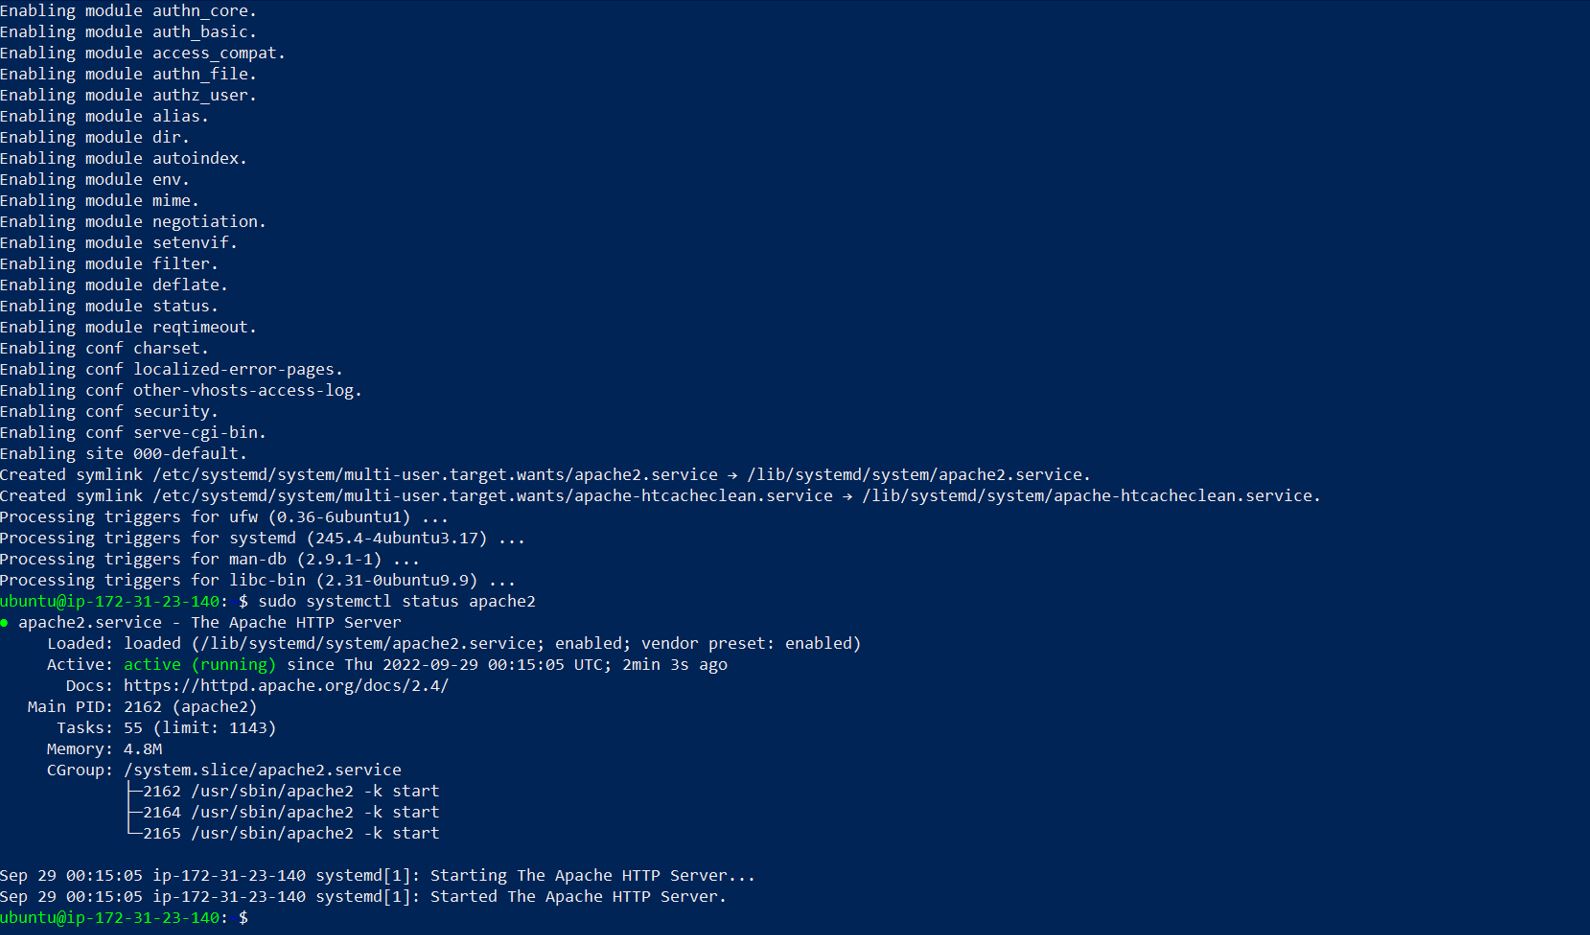 Enabling module authn_core.
Enabling module auth_basic.
Enabling module access_compat.
Enabling module authn_file.
Enabling module authz_user.
Enabling module alias.
Enabling module dir.
Enabling module autoindex.
Enabling module env.
Enabling module mime.
Enabling module negotiation.
Enabling module setenvif.
Enabling module filter.
Enabling module deflate.
Enabling module status.
Enabling module reqtimeout.
Enabling conf charset.
Enabling conf localized-error-pages.
Enabling conf other-vhosts-access-log.
Enabling conf security.
Enabling conf serve-cgi-bin.
Enabling site 000-default.
Created symlink /etc/systemd/system/multi-user.target.wants/apache2.service → /lib/systemd/system/apache2.service.
Created symlink /etc/systemd/system/multi-user.target.wants/apache-htcacheclean.service → /lib/systemd/system/apache-htcacheclean.service.
Processing triggers for ufw (0.36-6ubuntu1) ...
Processing triggers for systemd (245.4-4ubuntu3.17) ...
Processing triggers for man-db (2.9.1-1) ...
Processing triggers for libc-bin (2.31-0ubuntu9.9) ...
ubuntu@ip-172-31-23-140:~$ sudo systemctl status apache2
● apache2.service - The Apache HTTP Server
     Loaded: loaded (/lib/systemd/system/apache2.service; enabled; vendor preset: enabled)
     Active: active (running) since Thu 2022-09-29 00:15:05 UTC; 2min 3s ago
       Docs: https://httpd.apache.org/docs/2.4/
   Main PID: 2162 (apache2)
      Tasks: 55 (limit: 1143)
     Memory: 4.8M
     CGroup: /system.slice/apache2.service
             ├─2162 /usr/sbin/apache2 -k start
             ├─2164 /usr/sbin/apache2 -k start
             └─2165 /usr/sbin/apache2 -k start
Sep 29 00:15:05 ip-172-31-23-140 systemd[1]: Starting The Apache HTTP Server...
Sep 29 00:15:05 ip-172-31-23-140 systemd[1]: Started The Apache HTTP Server.
ubuntu@ip-172-31-23-140:~$